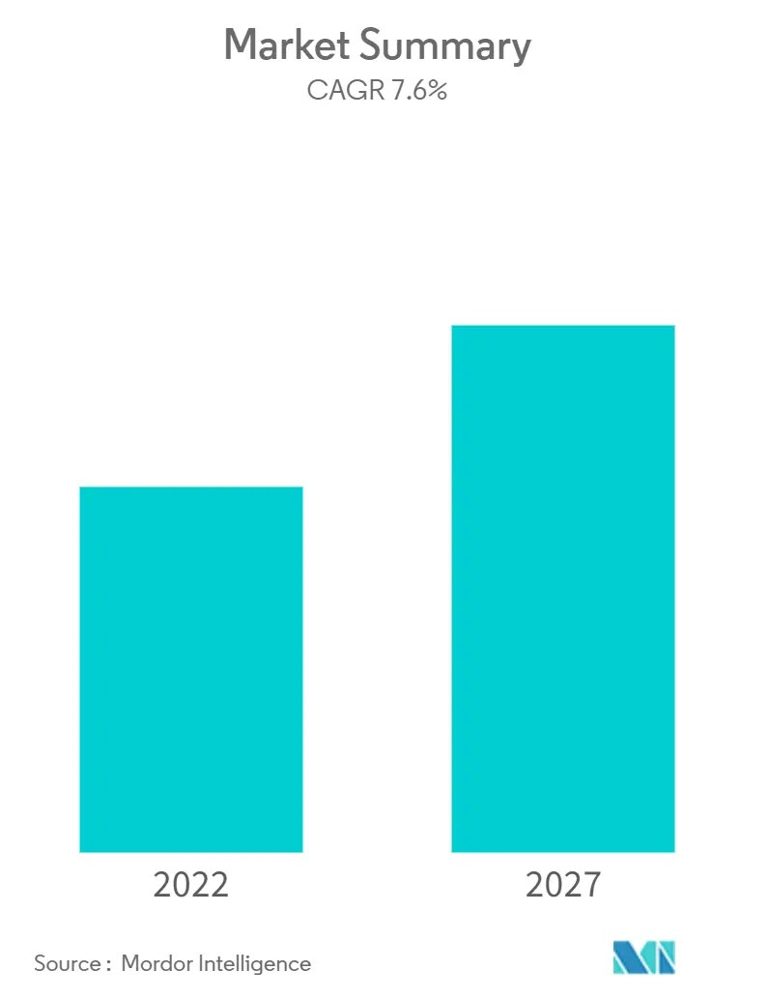 Market Summary
CAGR 7.6%
2022 2027
Source : Mordor Intelligence